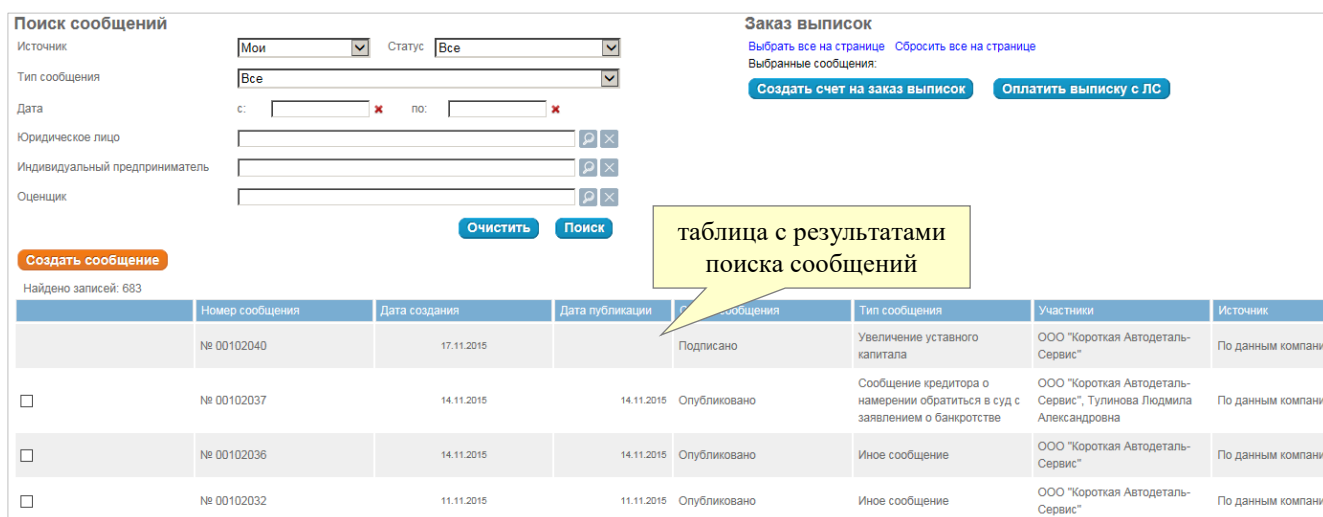 Поиск сообщений
Заказ выписок
Источник Мои Статус Все
Выбрать все на странице Сбросить все на странице
Выбранные сообщения:
Тип сообщения Все
Создать счет на заказ выписок Оплатить выписку с ЛС
Дата с: по:
Юридическое лицо
Индивидуальный предприниматель
Оценщик
Очистить Поиск
таблица с результатами
поиска сообщений
Создать сообщение
Найдено записей: 683
Номер сообщения Дата создания Дата публикации сообщения Тип сообщения Участники Источник
№ 00102040 17.11.2015 Подписано Увеличение уставного капитала ООО "Короткая Автодеталь-Сервис" По данным компани
№ 00102037 14.11.2015 14.11.2015 Опубликовано Сообщение кредитора о намерении обратиться в суд с заявлением о банкротстве ООО "Короткая Автодеталь-Сервис", Тулинова Людмила Александровна По данным компани
№ 00102036 14.11.2015 14.11.2015 Опубликовано Иное сообщение ООО "Короткая Автодеталь-Сервис" По данным компани
№ 00102032 11.11.2015 11.11.2015 Опубликовано Иное сообщение ООО "Короткая Автодеталь-Сервис" По данным компани